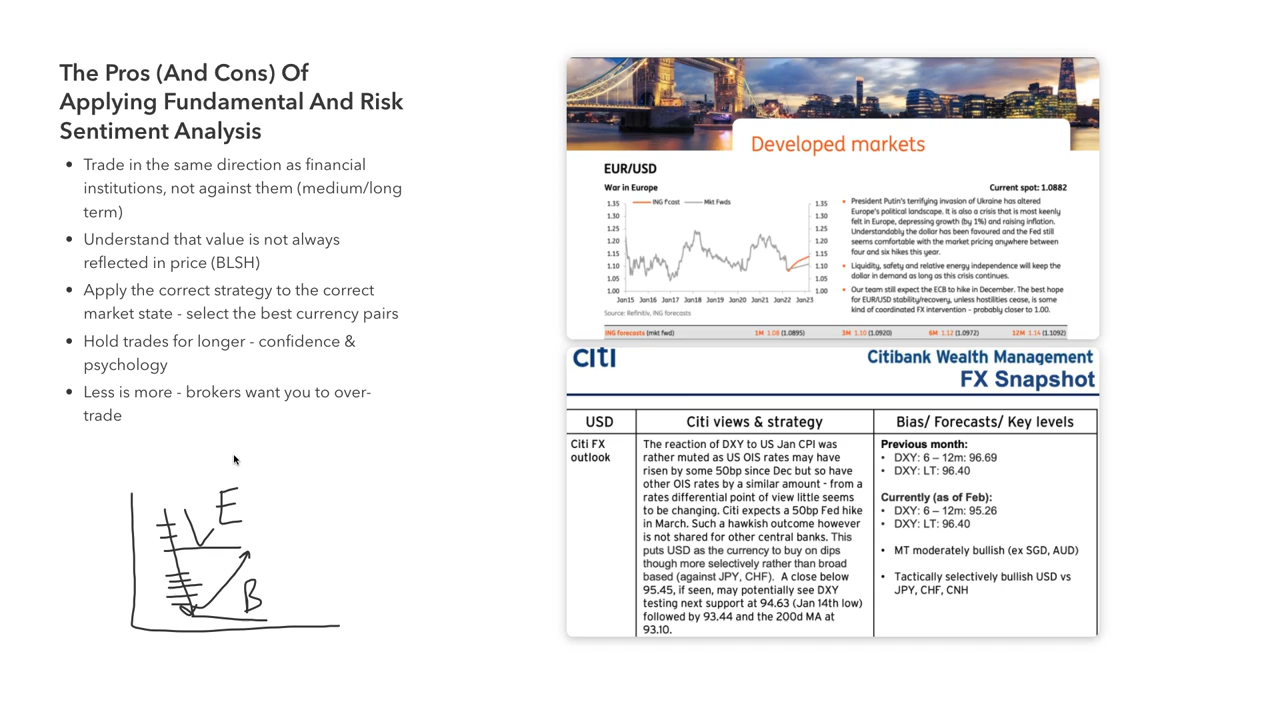 The Pros (And Cons) Of
Applying Fundamental And Risk
Sentiment Analysis
• Trade in the same direction as financial
institutions, not against them (medium/long
term)
• Understand that value is not always
reflected in price (BLSH)
• Apply the correct strategy to the correct
market state - select the best currency pairs
• Hold trades for longer - confidence &
psychology
• Less is more - brokers want you to over-
trade
E
B
Developed markets
EUR/USD
War in Europe
Current spot: 1.0882
ING f'cast
Mkt Fwds
1.35 1.35
1.30 1.30
1.25 1.25
1.20 1.20
1.15 1.15
1.10 1.10
1.05 1.05
1.00 1.00
Jan15 Jan16 Jan17 Jan18 Jan19 Jan20 Jan21 Jan22 Jan23
Source: Refinitiv, ING forecasts
• President Putin's terrifying invasion of Ukraine has altered
Europe's political landscape. It is also a crisis that is most keenly
felt in Europe, depressing growth (by 1%) and raising inflation.
Understandably the dollar has been favoured and the Fed still
seems comfortable with the market pricing anywhere between
four and six hikes this year.
• Liquidity, safety and relative energy independence will keep the
dollar in demand as long as this crisis continues.
• Our team still expect the ECB to hike in December. The best hope
for EUR/USD stability/recovery, unless hostilities cease, is some
kind of coordinated FX intervention – probably closer to 1.00.
ING forecasts (mkt fwd) 1M 1.08 (1.0895) 3M 1.10 (1.0920) 6M 1.12 (1.0972) 12M 1.14 (1.1092)
citi
Citibank Wealth Management
FX Snapshot
USD
Citi views & strategy
Bias/ Forecasts/ Key levels
Citi FX
outlook
The reaction of DXY to US Jan CPI was
rather muted as US OIS rates may have
risen by some 50bp since Dec but so have
other OIS rates by a similar amount - from a
rates differential point of view little seems
to be changing. Citi expects a 50bp Fed hike
in March. Such a hawkish outcome however
is not shared for other central banks. This
puts USD as the currency to buy on dips
though more selectively rather than broad
based (against JPY, CHF). A close below
95.45, if seen, may potentially see DXY
testing next support at 94.63 (Jan 14th low)
followed by 93.44 and the 200d MA at
93.10.
Previous month:
• DXY: 6 – 12m: 96.69
• DXY: LT: 96.40
Currently (as of Feb):
• DXY: 6 – 12m: 95.26
• DXY: LT: 96.40
• MT moderately bullish (ex SGD, AUD)
• Tactically selectively bullish USD vs
JPY, CHF, CNH